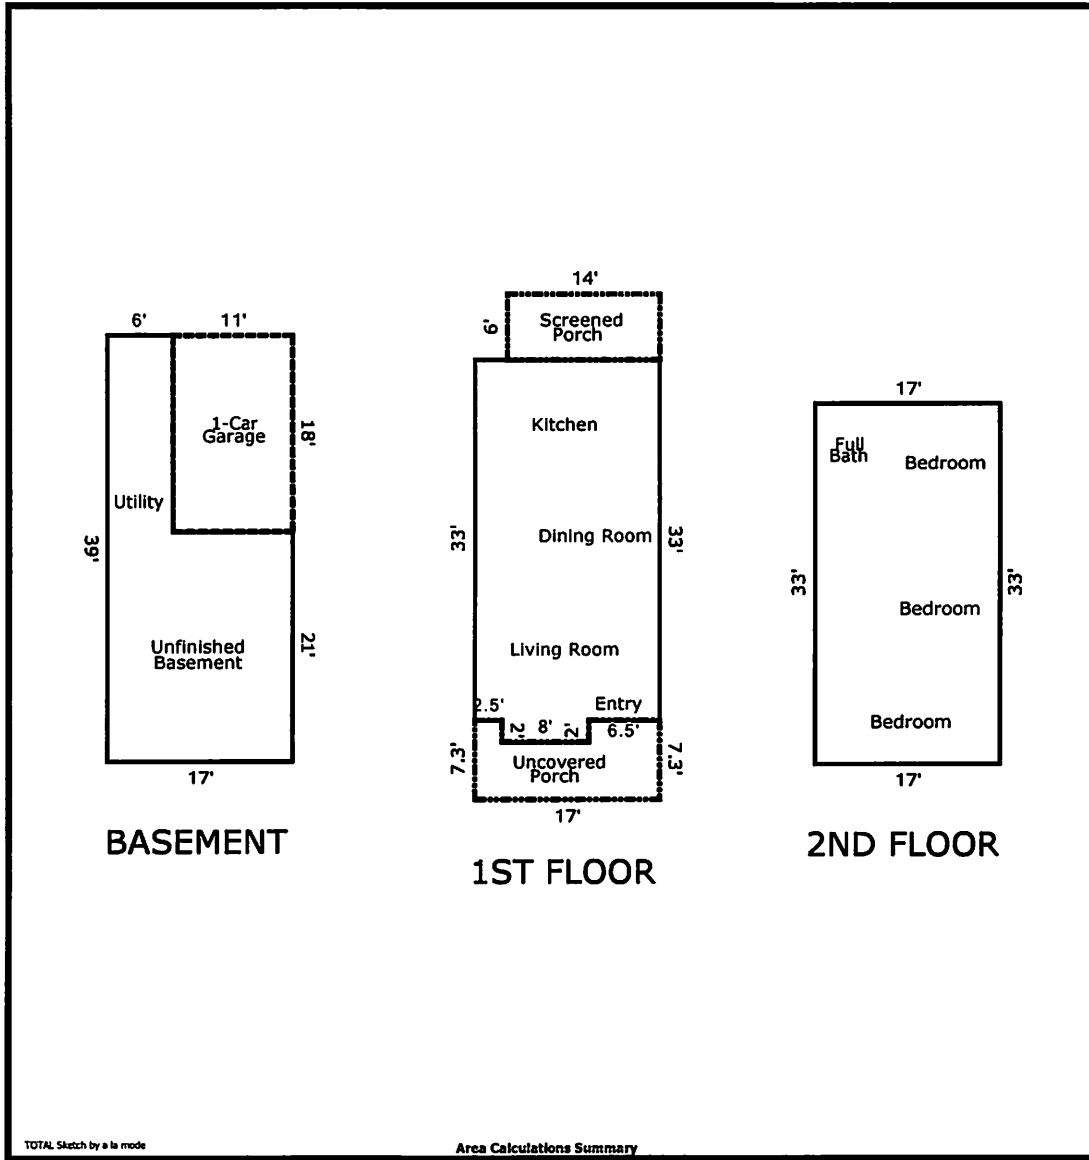 6'
11'
1-Car
Garage
18'
Utility
39'
Unfinished
Basement
21'
17'
BASEMENT
14'
6'
Screened
Porch
Kitchen
33'
Dining Room
33'
Living Room
2.5'
Entry
2'
8'
2'
6.5'
7.3'
Uncovered
Porch
7.3'
17'
1ST FLOOR
17'
Full
Bath
Bedroom
33'
Bedroom
33'
Bedroom
17'
2ND FLOOR
TOTAL Sketch by a la mode
Area Calculations Summary